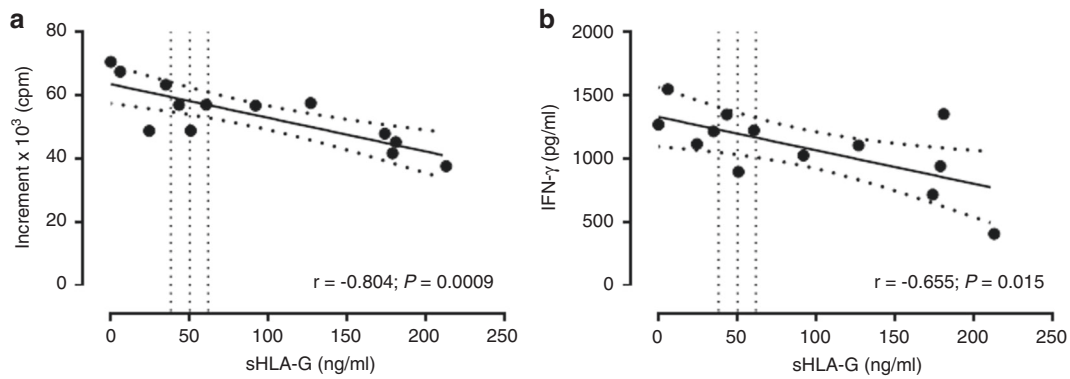 a
80
60
40
20
0
Increment x 10³ (cpm)
r = -0.804; P = 0.0009
0 50 100 150 200 250
sHLA-G (ng/ml)
b
2000
1500
1000
500
0
IFN-γ (pg/ml)
r = -0.655; P = 0.015
0 50 100 150 200 250
sHLA-G (ng/ml)